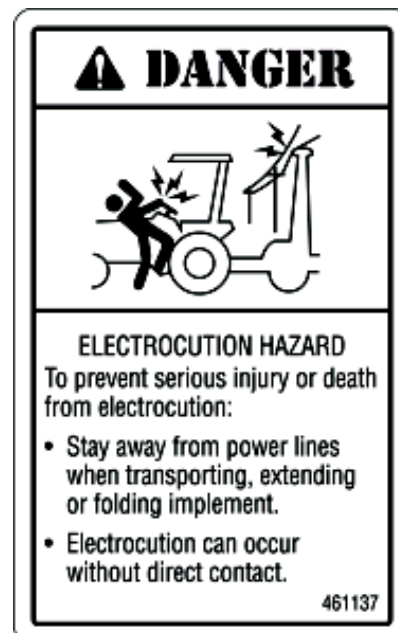 DANGER
ELECTROCUTION HAZARD
To prevent serious injury or death
from electrocution:
• Stay away from power lines
when transporting, extending
or folding implement.
• Electrocution can occur
without direct contact.
461137